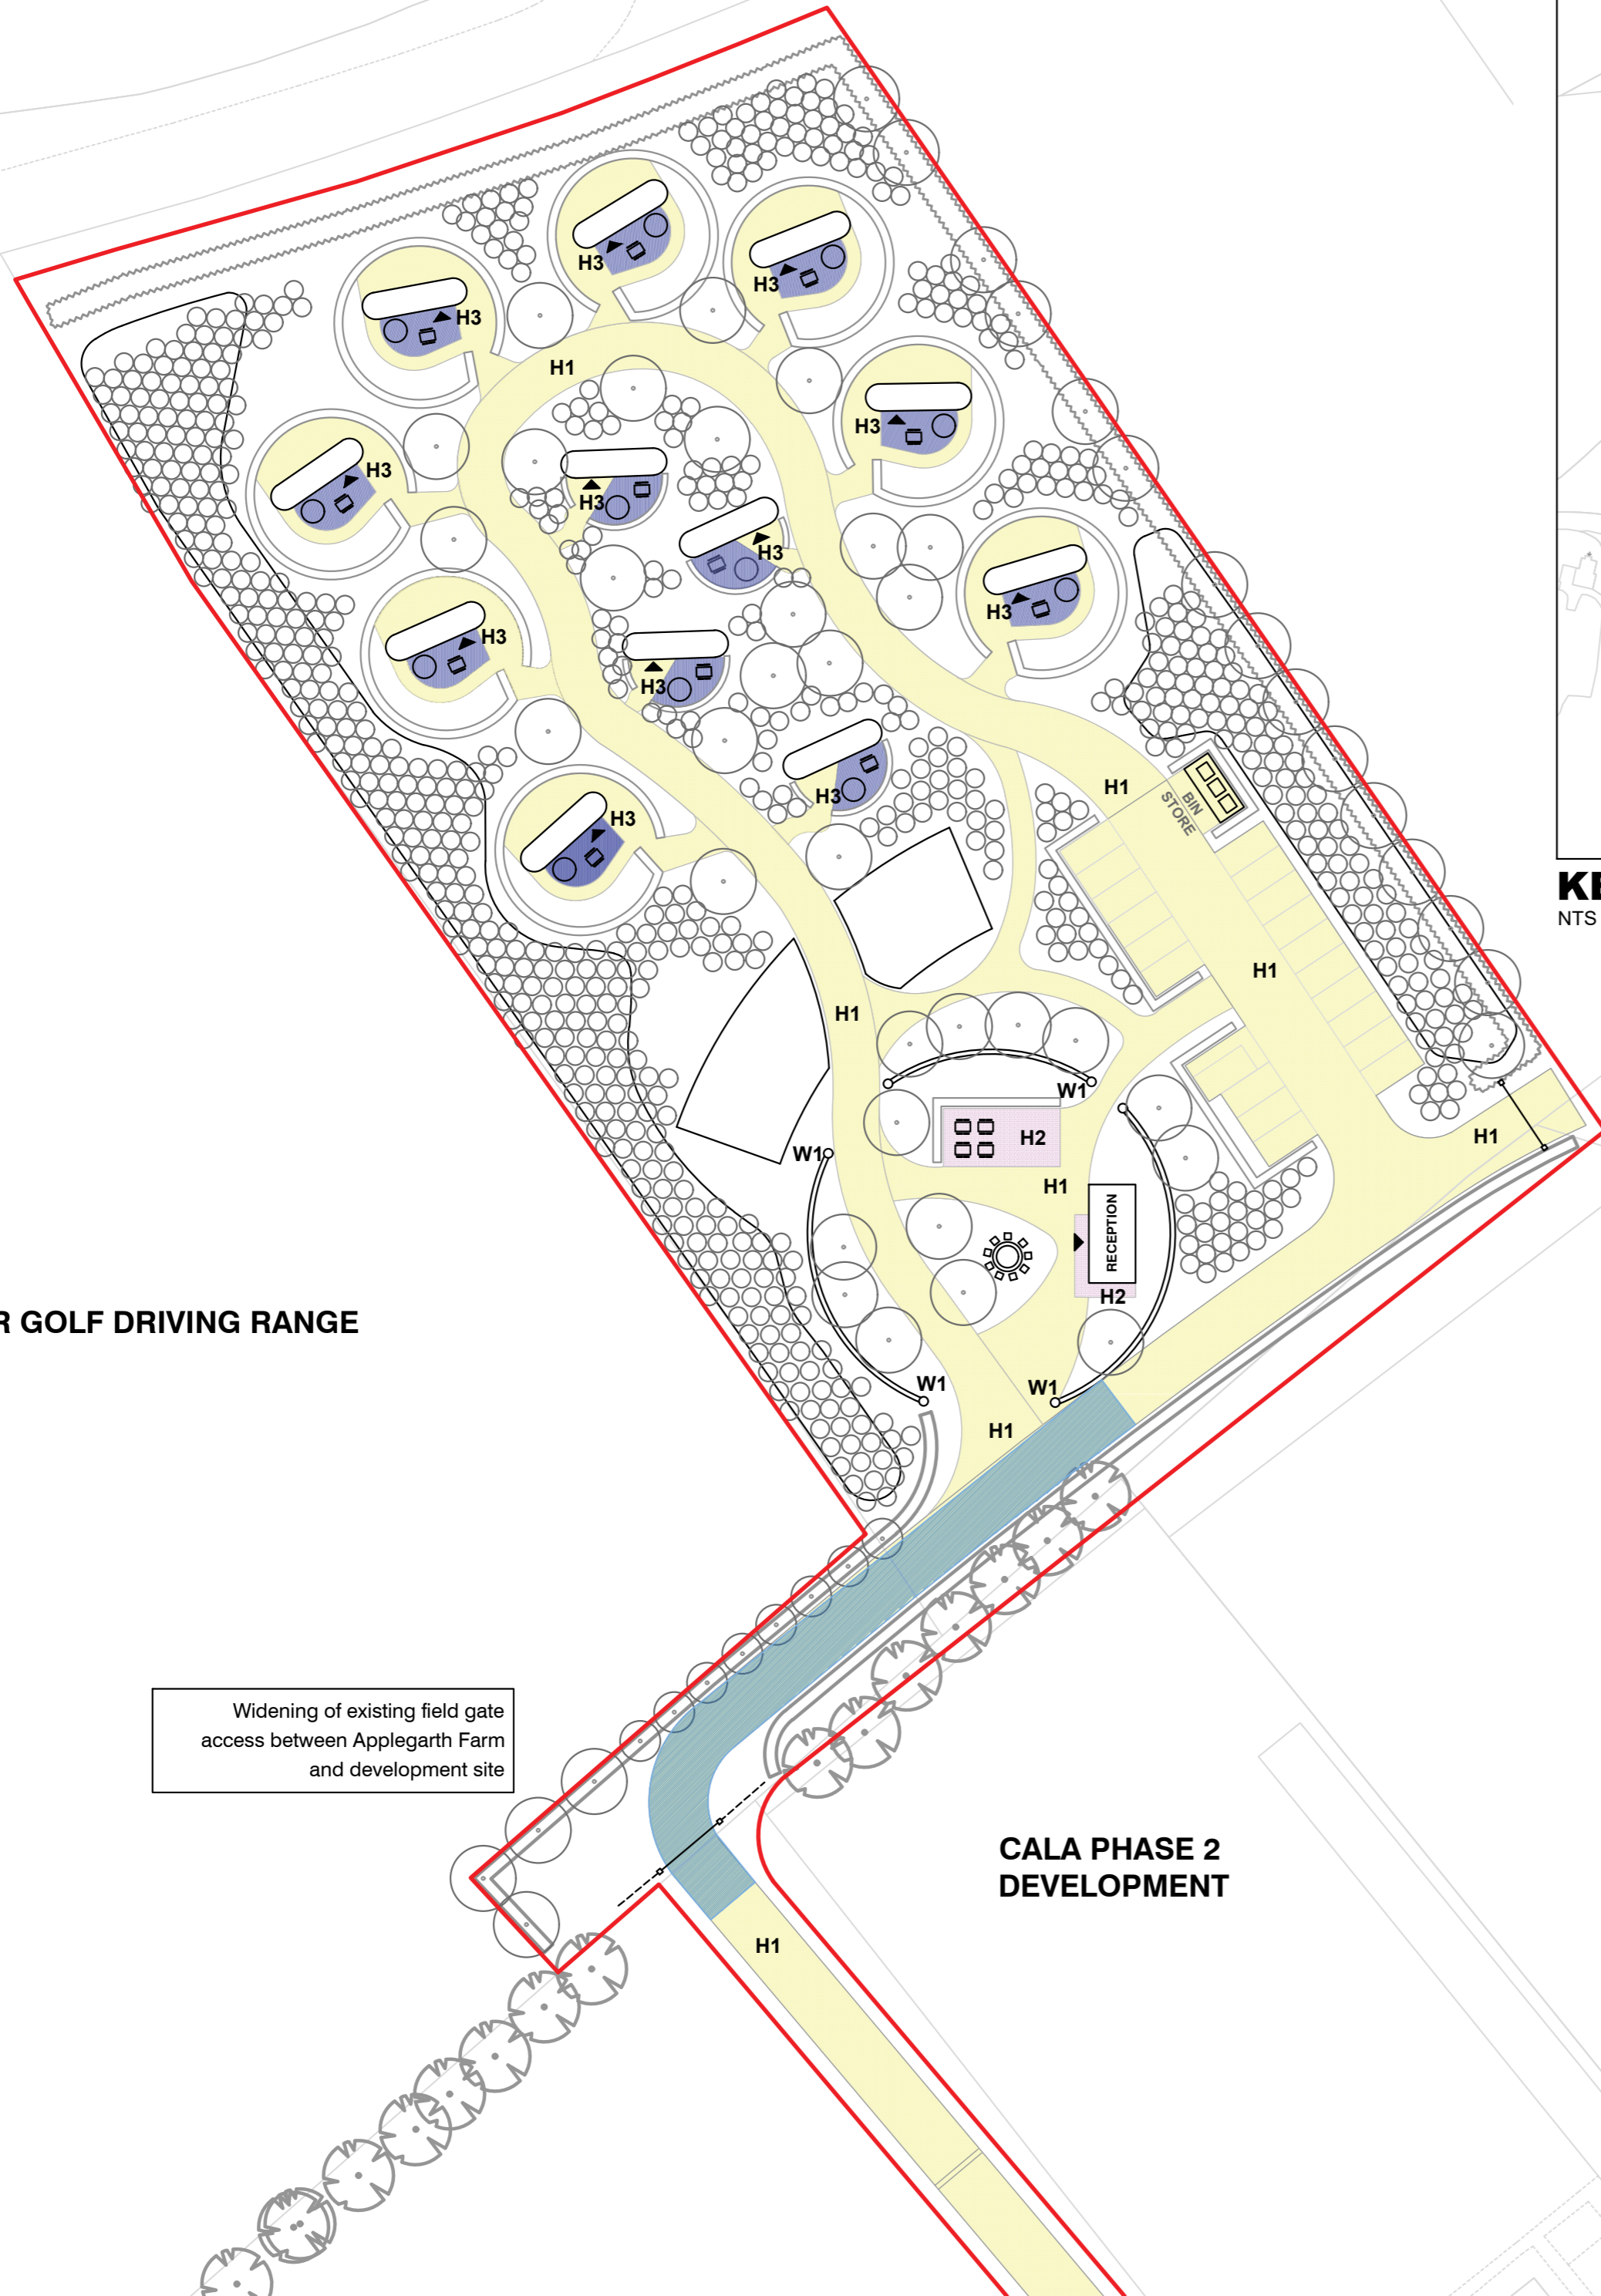 H3
H3
H3
H1
H3
H3
H3
H3
H3
H3
H3
H3
H1
H3
BIN
STORE
H3
KE
NTS
H1
H1
W1
H2
H1
W1
H1
RECEPTION
H2
R GOLF DRIVING RANGE
W1
W1
H1
Widening of existing field gate
access between Applegarth Farm
and development site
CALA PHASE 2
DEVELOPMENT
H1